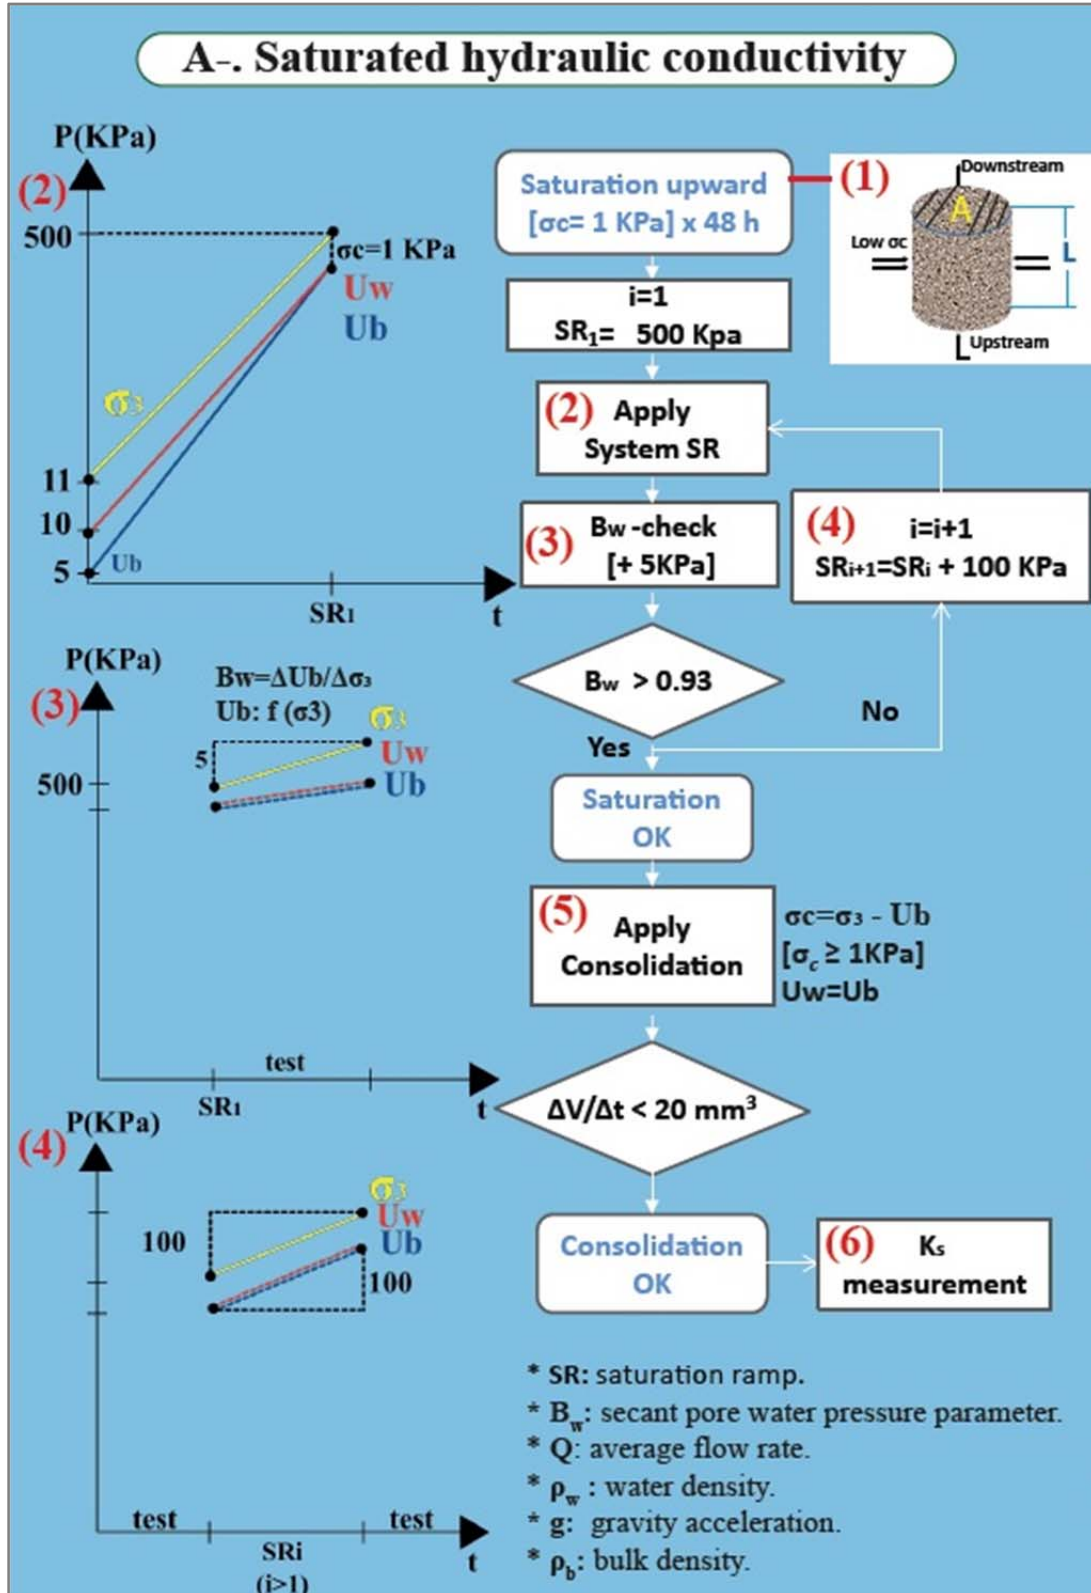 A-. Saturated hydraulic conductivity
P(KPa)
(2)
500
σc=1 KPa
Uw
Ub
σ3
11
10
5
Ub
SR1
t
Saturation upward
[σc= 1 KPa] x 48 h
(1)
Downstream
A
Low σc
L
Upstream
i=1
SR1= 500 Kpa
(2) Apply
System SR
(3) Bw -check
[+ 5KPa]
(4) i=i+1
SRi+1=SRi + 100 KPa
Bw > 0.93
No
Yes
Saturation
OK
(5) Apply
Consolidation
σc=σ3 - Ub
[σc ≥ 1KPa]
Uw=Ub
ΔV/Δt < 20 mm³
Consolidation
OK
(6) Ks
measurement
P(KPa)
(3)
Bw=ΔUb/Δσ3
Ub: f (σ3)
σ3
5
Uw
500
Ub
test
SR1
t
P(KPa)
(4)
σ3
Uw
100
Ub
100
test
test
SRi
(i>1)
t
* SR: saturation ramp.
* Bw: secant pore water pressure parameter.
* Q: average flow rate.
* ρw : water density.
* g: gravity acceleration.
* ρb: bulk density.